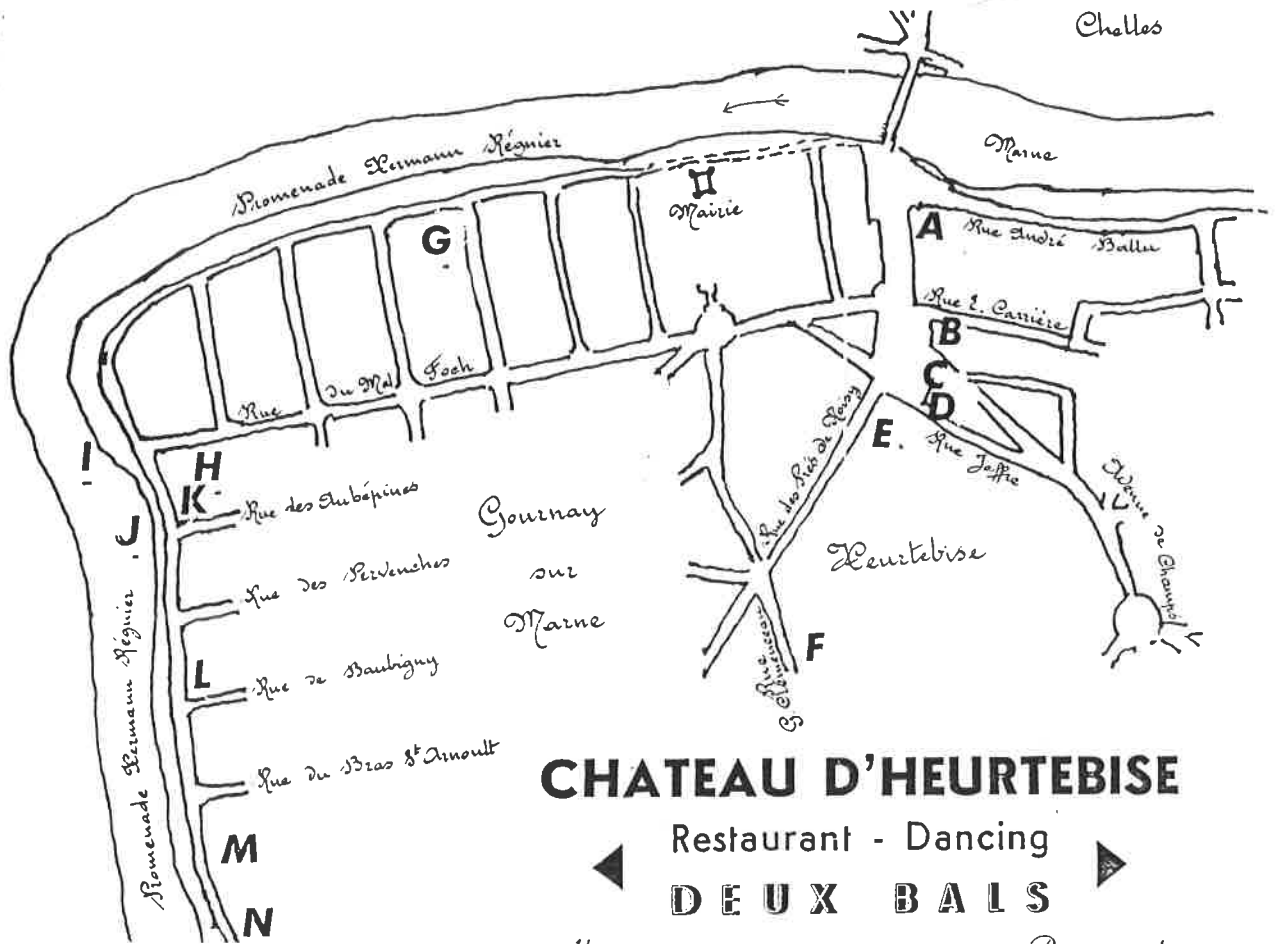 Chelles
Marne
Promenade Hermann Régnier
Mairie
A
Rue André Ballu
G
Rue E. Carrière
B
C
D
Rue du Mal Foch
E.
Rue Joffre
Rue des Prés de Noisy
Avenue de Champs
I
H
K
Rue des Aubépines
J
Gournay
sur
Marne
Heurtebise
Rue des Pervenches
Promenade Hermann Régnier
L
Rue de Baubigny
Rue G. Clémenceau
F
Rue du Bras St Arnoult
M
N
CHATEAU D'HEURTEBISE
Restaurant - Dancing
DEUX BALS